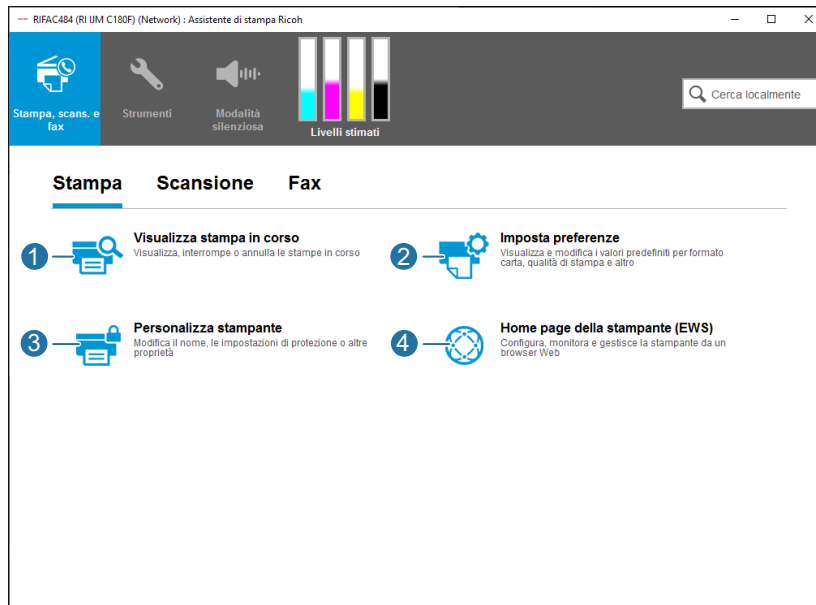 RIFAC484 (RI IJM C180F) (Network) : Assistente di stampa Ricoh
Stampa, scans. e
fax
Strumenti
Modalità
silenziosa
Livelli stimati
Cerca localmente
Stampa
Scansione
Fax
1
Visualizza stampa in corso
Visualizza, interrompe o annulla le stampe in corso
2
Imposta preferenze
Visualizza e modifica i valori predefiniti per formato
carta, qualità di stampa e altro
3
Personalizza stampante
Modifica il nome, le impostazioni di protezione o altre
proprietà
4
Home page della stampante (EWS)
Configura, monitora e gestisce la stampante da un
browser Web